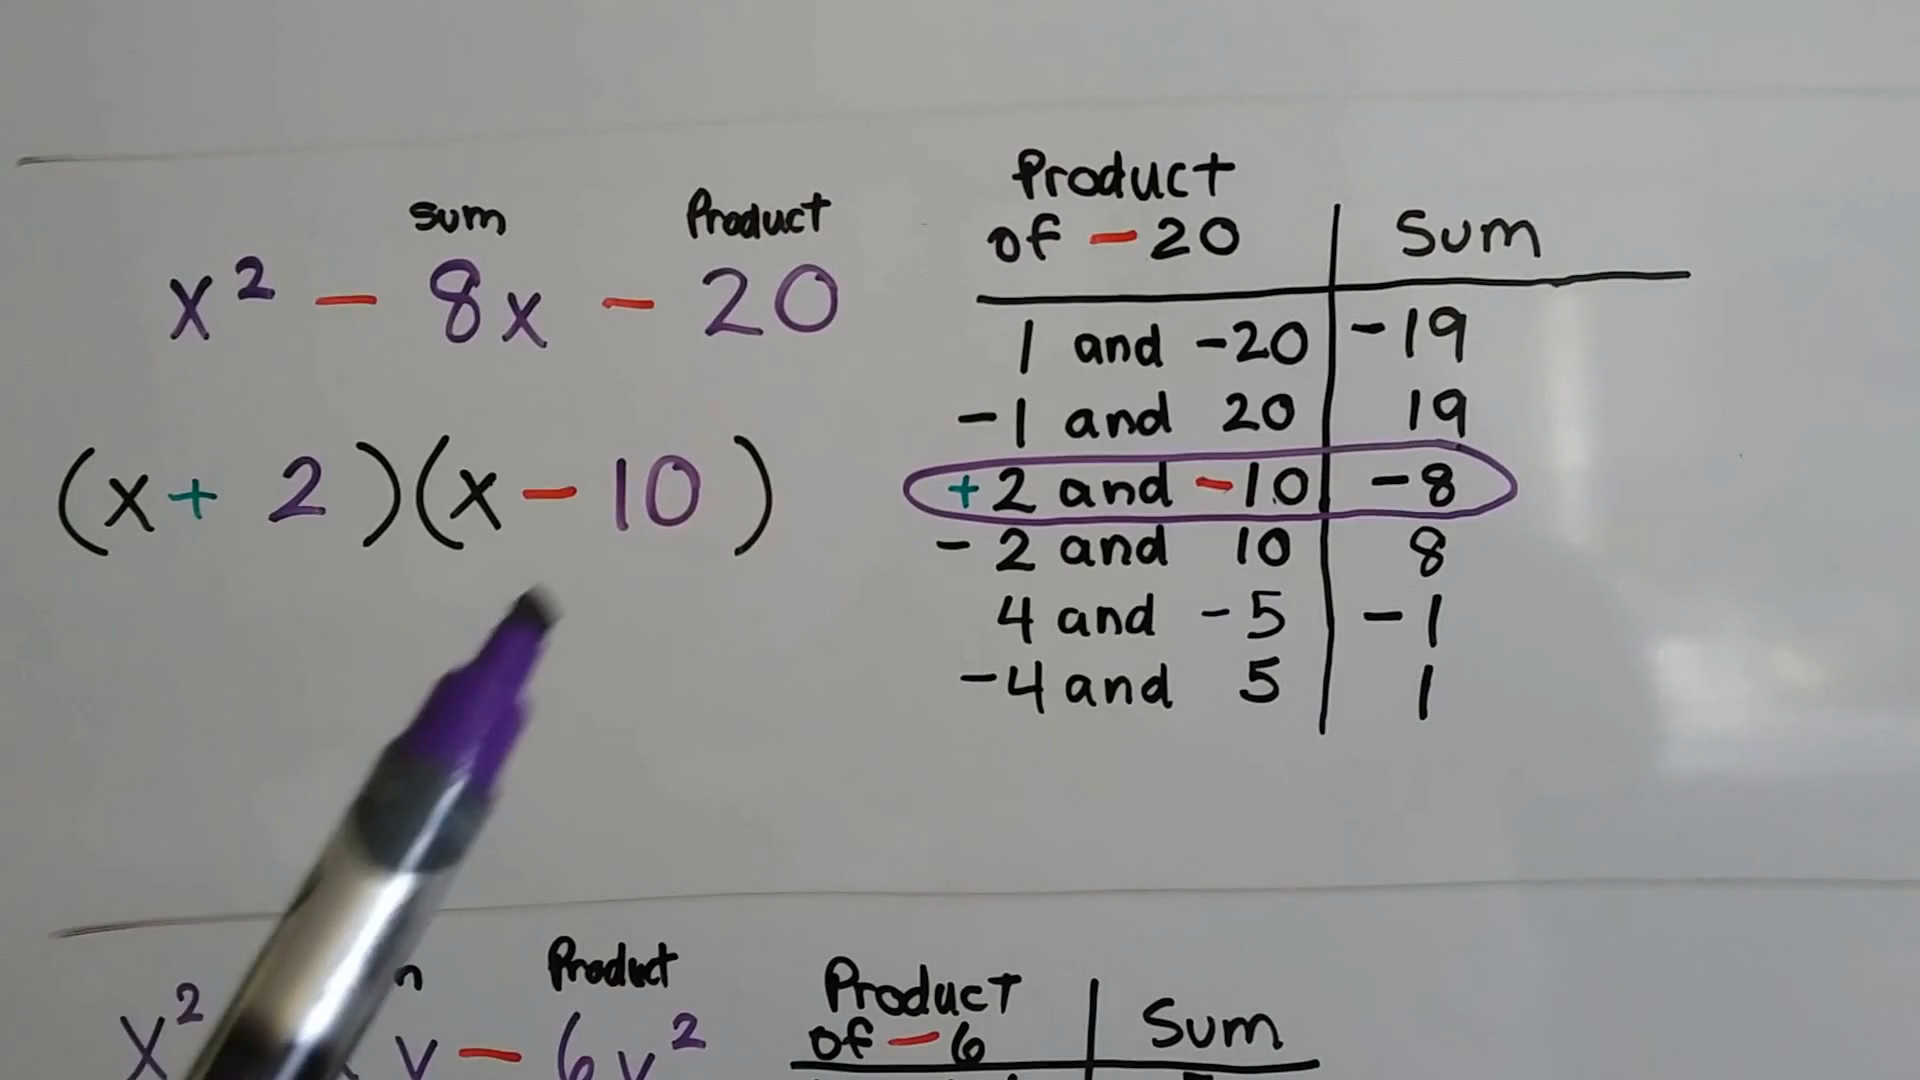 sum Product
x² - 8x - 20
(x + 2)(x - 10)
Product
of - 20 Sum
1 and -20 -19
-1 and 20 19
+2 and -10 -8
-2 and 10 8
4 and -5 -1
-4 and 5 1
Product
x² y - 6y²
Product
of - 6 Sum